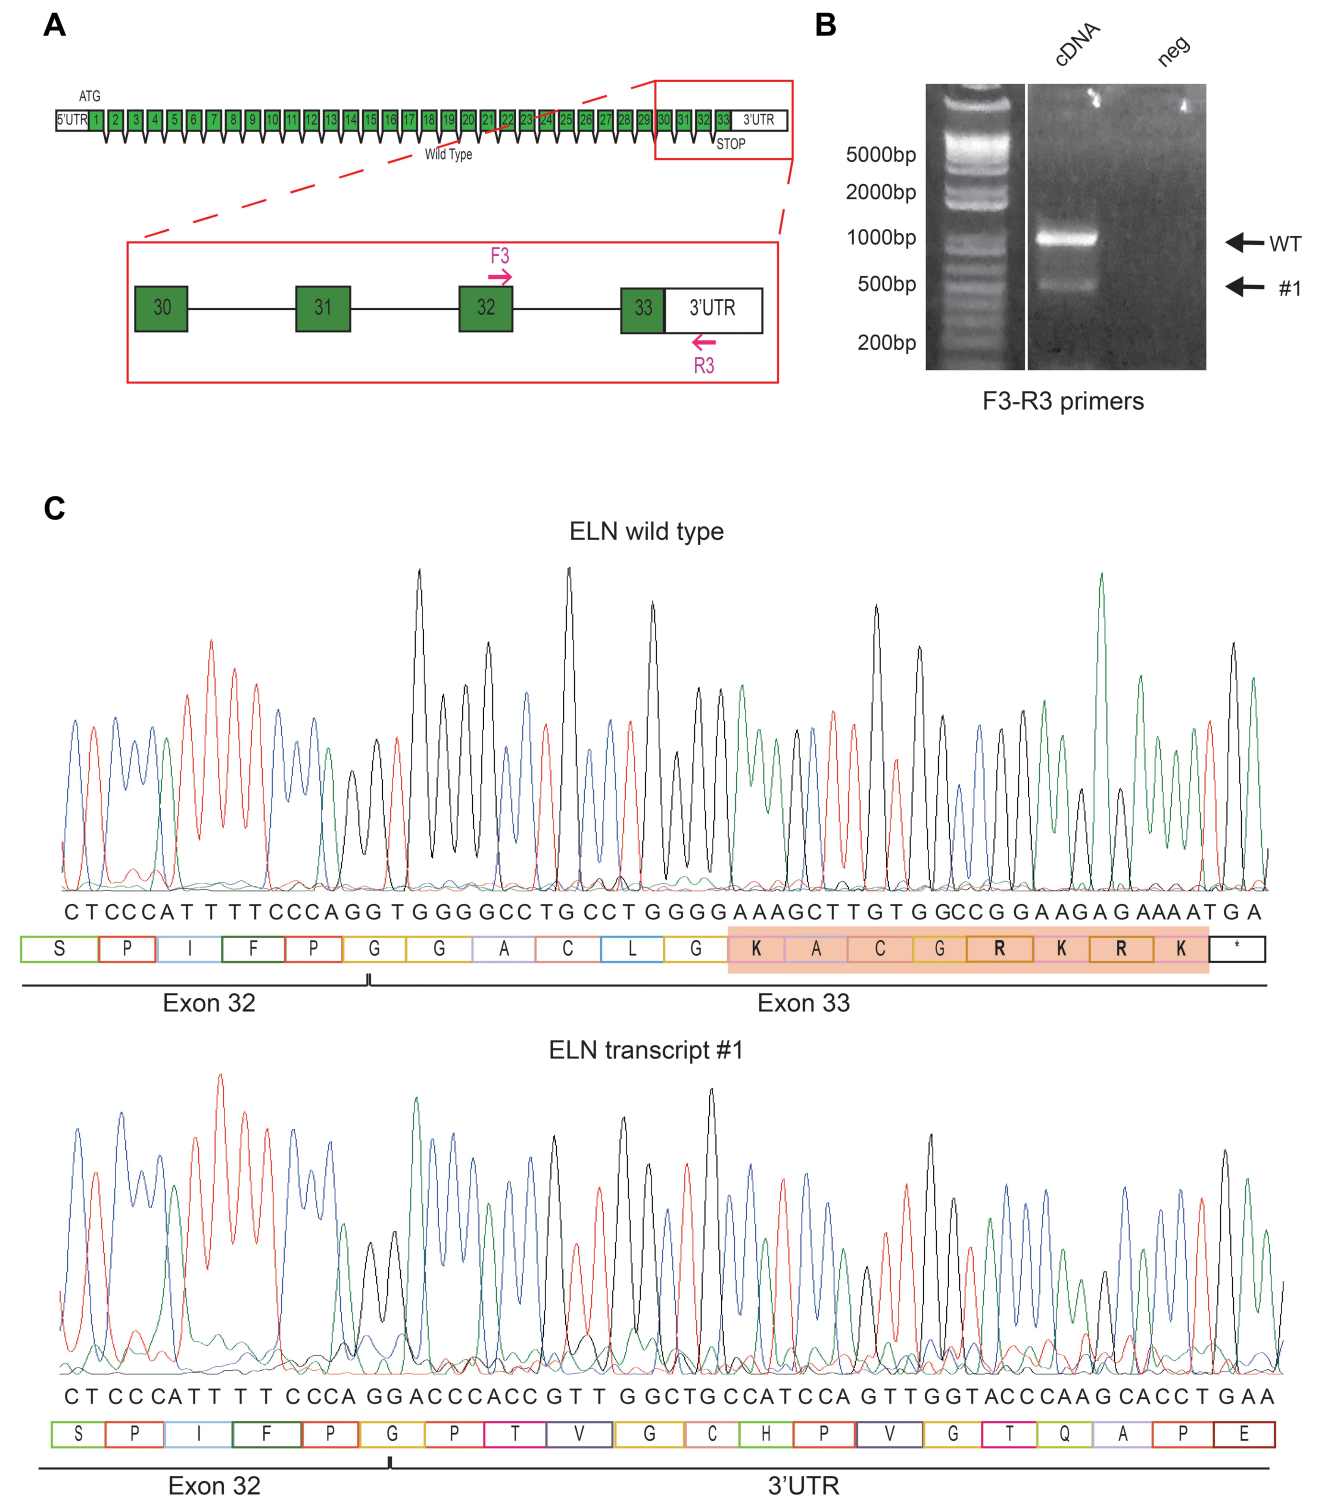 A
ATG
5'UTR 1 2 3 4 5 6 7 8 9 10 11 12 13 14 15 16 17 18 19 20 21 22 23 24 25 26 27 28 29 30 31 32 33 3'UTR
Wild Type
STOP
F3
30 31 32 33 3'UTR
R3
B
cDNA neg
5000bp
2000bp
1000bp
WT
500bp
#1
200bp
F3-R3 primers
C
ELN wild type
CTCCCATTTTCCCAGGTGGGGCCTGCCTGGGGAAAGCTTGTGGCCGGAAGAGAAAATGA
S P I F P G G A C L G K A C G R K R K *
Exon 32 Exon 33
ELN transcript #1
CTCCCATTTTCCCAGGACCCACCGTTGGCTGCCATCCAGTTGGTACCCAAGCACCTGAA
S P I F P G P T V G C H P V G T Q A P E
Exon 32 3'UTR